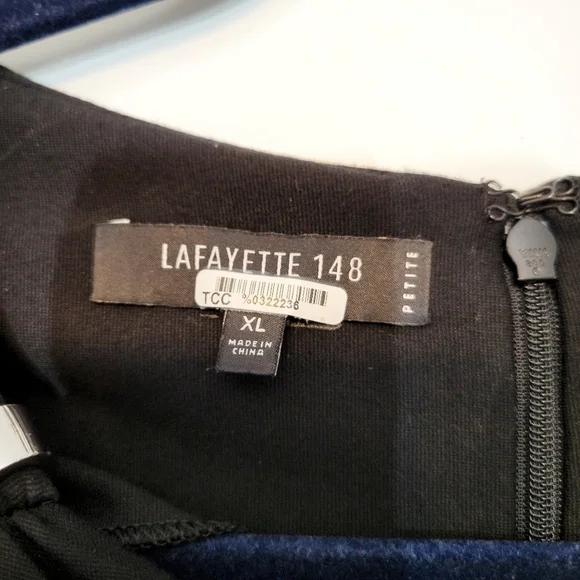 LAFAYETTE 148
PETITE
TCC %0322236
XL
MADE IN
CHINA